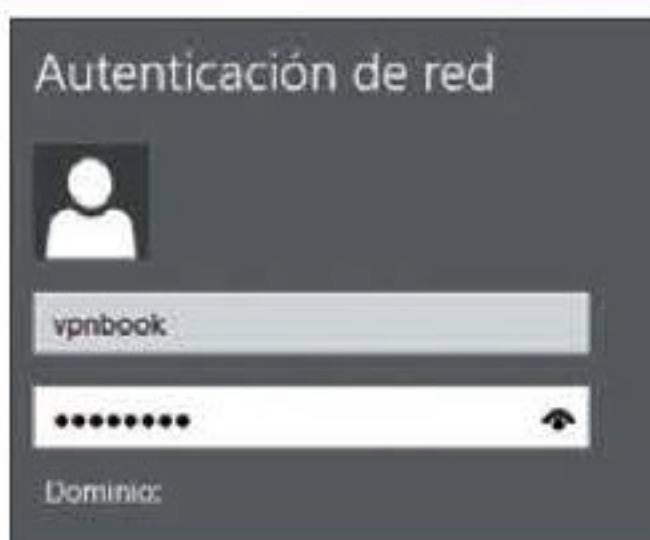 Autenticación de red
vpnbook
••••••••
Dominio: